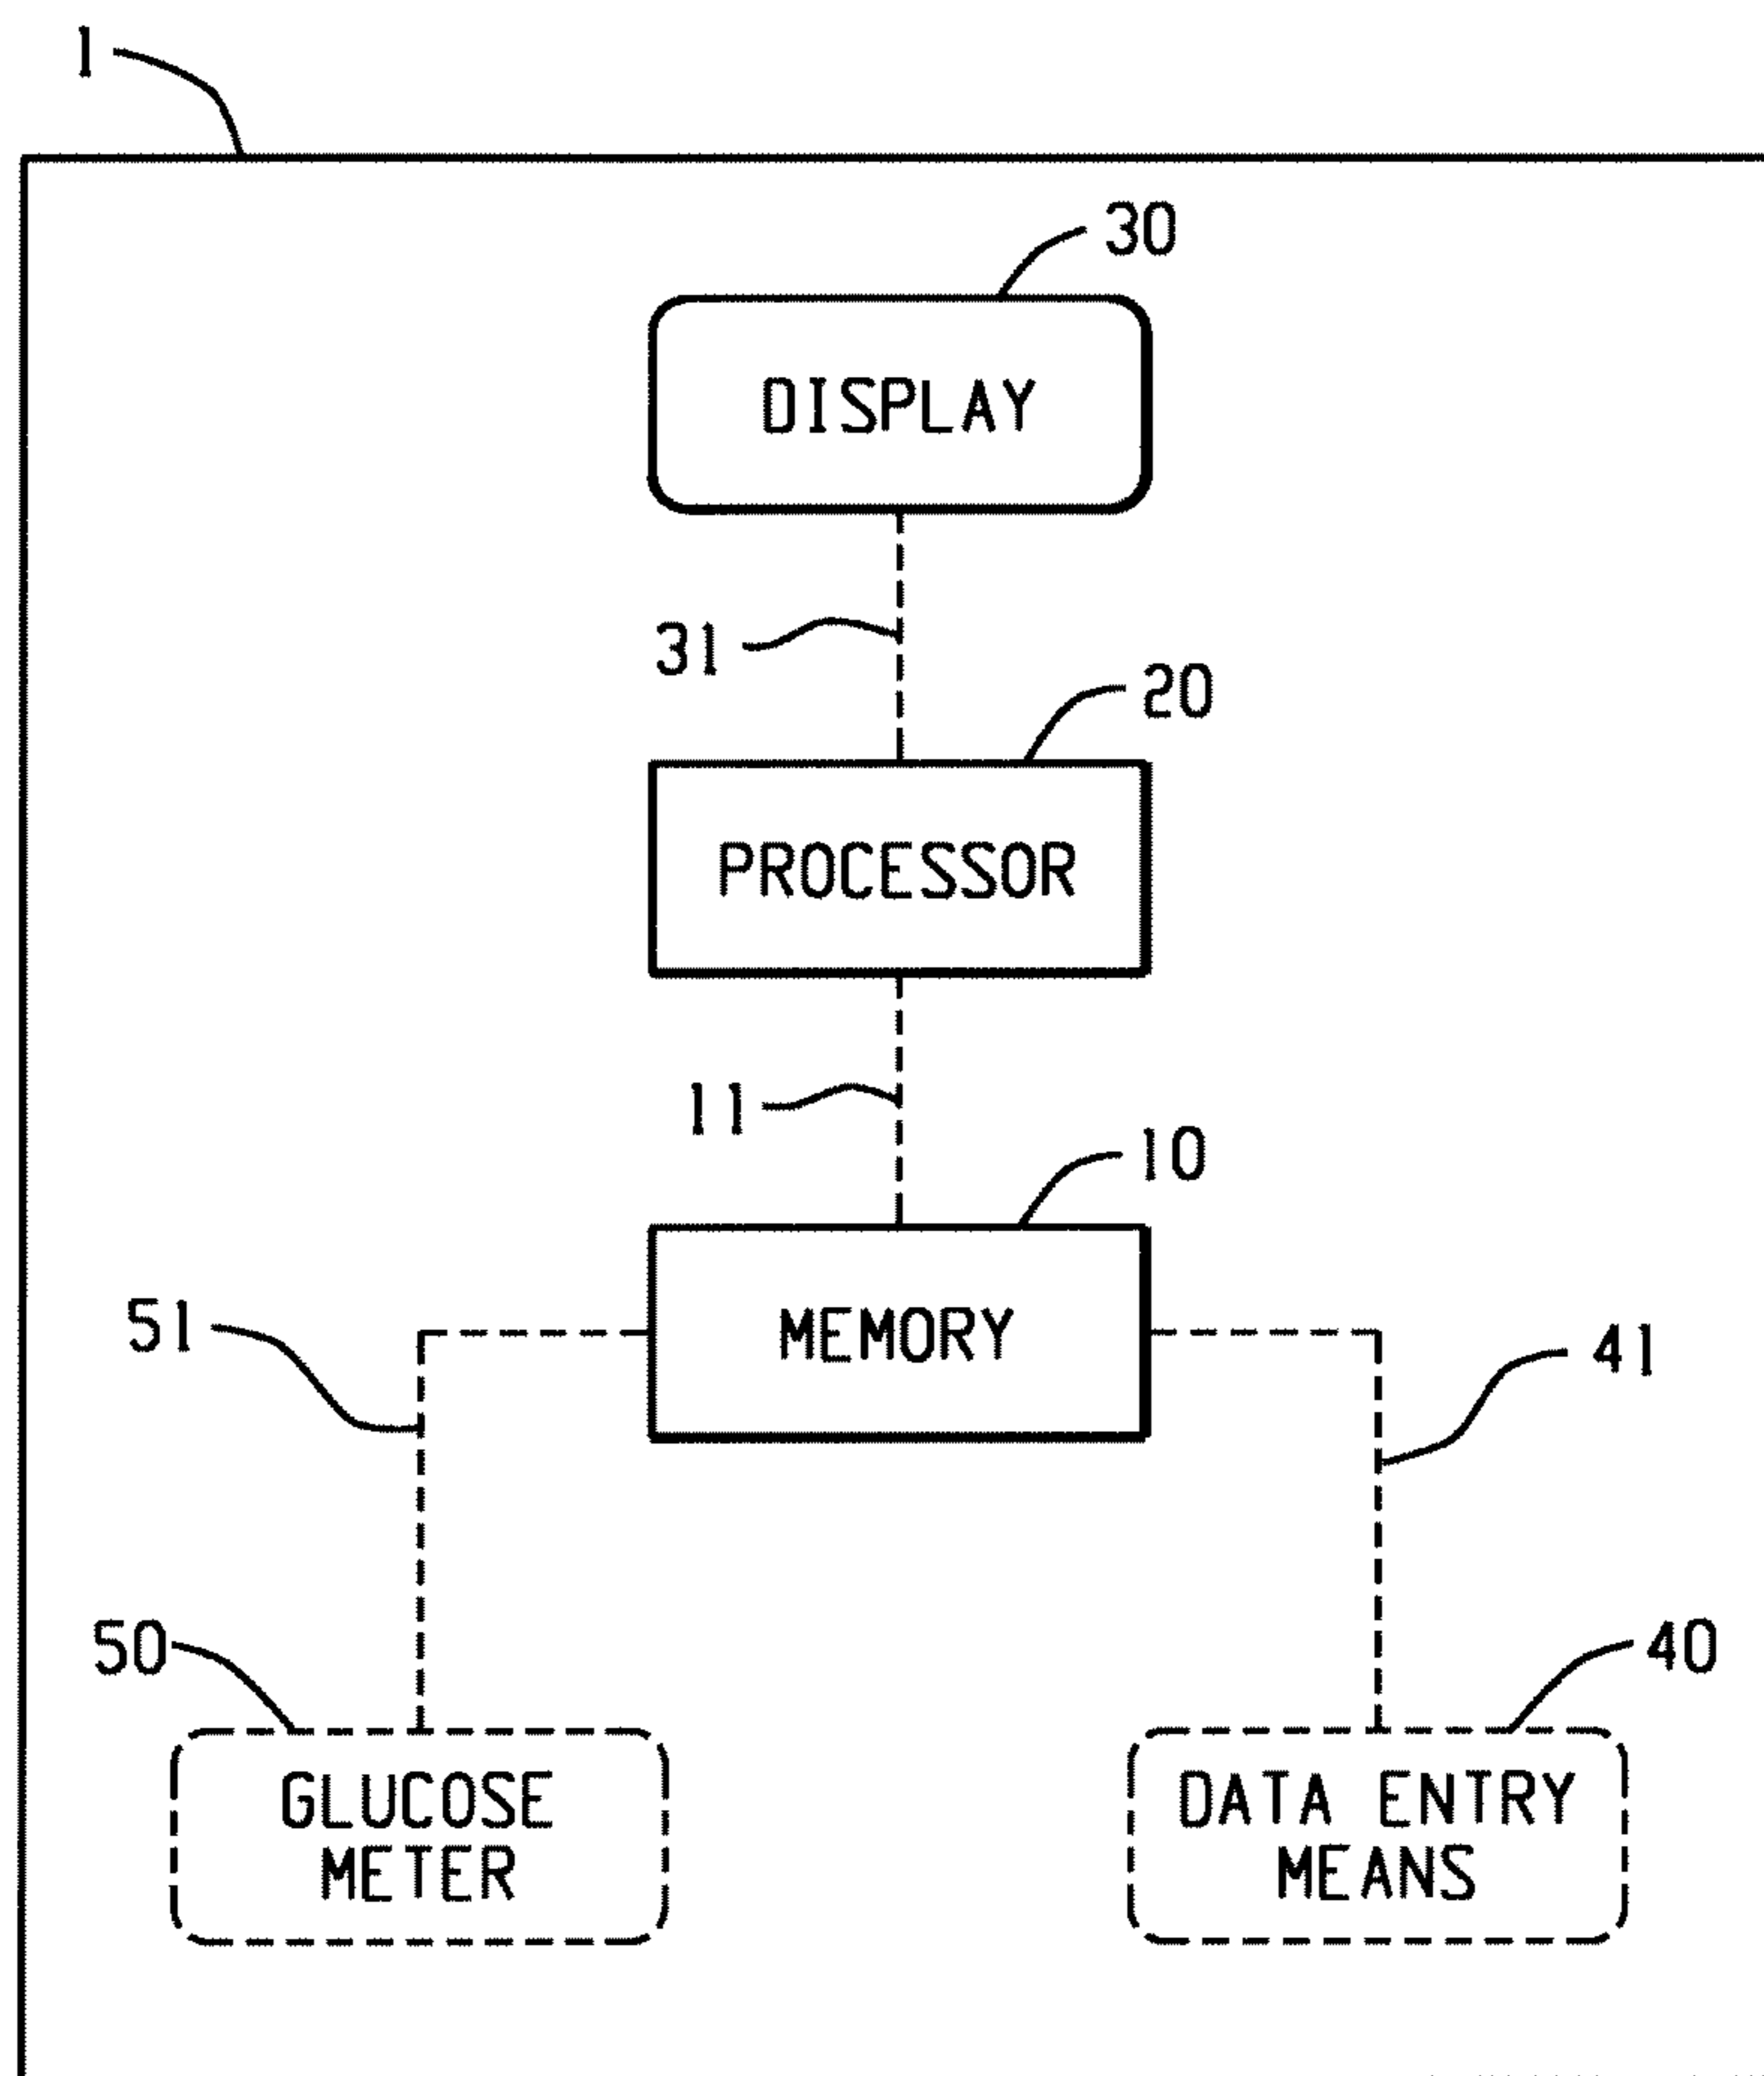 1
30
DISPLAY
31
20
PROCESSOR
11
10
MEMORY
51
41
50
40
GLUCOSE
METER
DATA ENTRY
MEANS